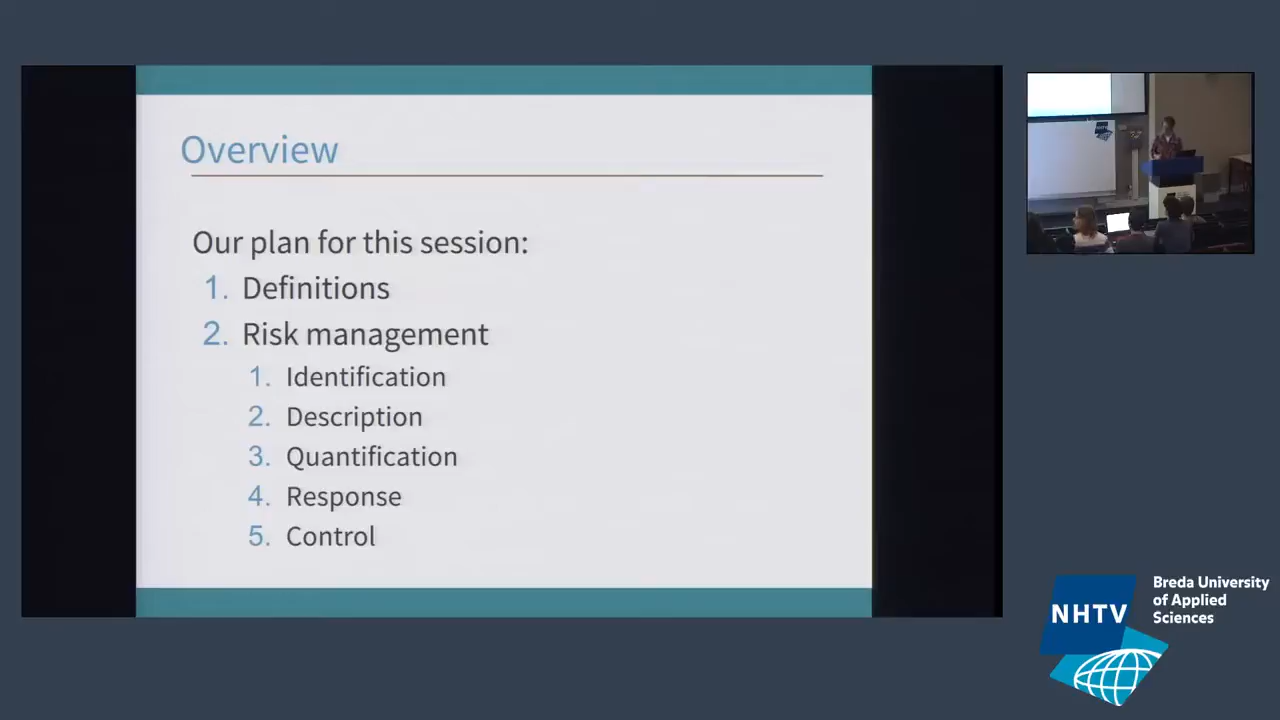 Overview
Our plan for this session:
1. Definitions
2. Risk management
1. Identification
2. Description
3. Quantification
4. Response
5. Control
NHTV
Breda University
of Applied
Sciences